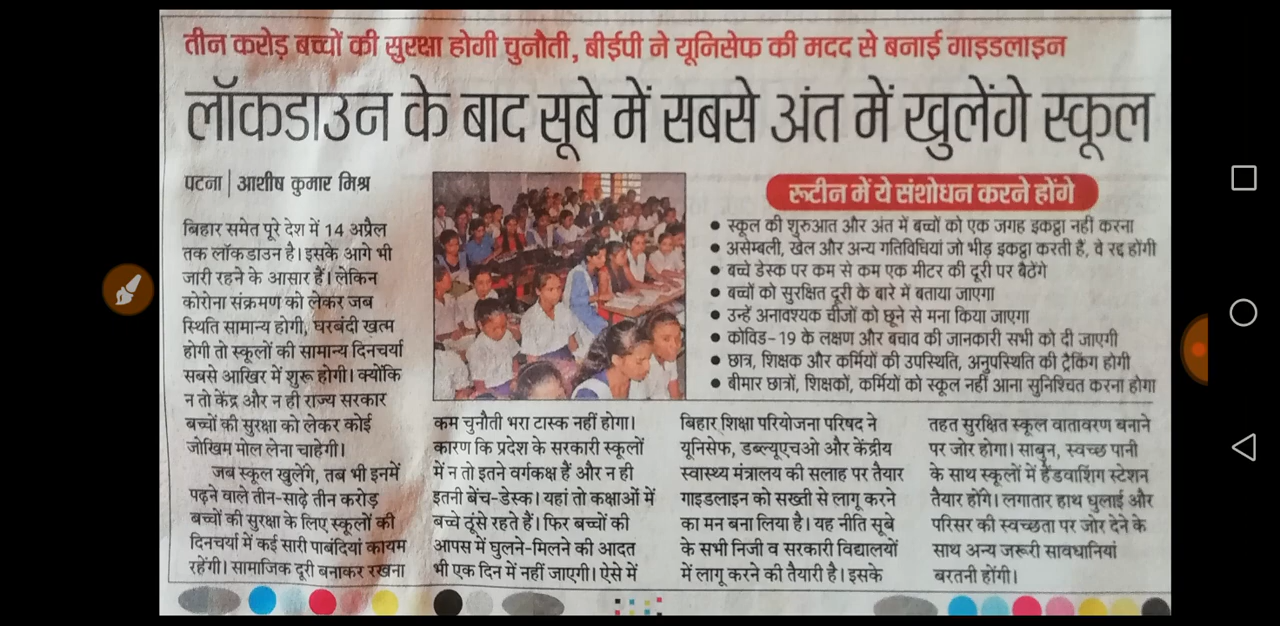 तीन करोड़ बच्चों की सुरक्षा होगी चुनौती, बीईपी ने यूनिसेफ की मदद से बनाई गाइडलाइन
लॉकडाउन के बाद सूबे में सबसे अंत में खुलेंगे स्कूल
पटना | आशीष कुमार मिश्र
बिहार समेत पूरे देश में 14 अप्रैल
तक लॉकडाउन है। इसके आगे भी
जारी रहने के आसार हैं। लेकिन
कोरोना संक्रमण को लेकर जब
स्थिति सामान्य होगी, घरबंदी खत्म
होगी तो स्कूलों की सामान्य दिनचर्या
सबसे आखिर में शुरू होगी। क्योंकि
न तो केंद्र और न ही राज्य सरकार
बच्चों की सुरक्षा को लेकर कोई
जोखिम मोल लेना चाहेगी।
जब स्कूल खुलेंगे, तब भी इनमें
पढ़ने वाले तीन-साढ़े तीन करोड़
बच्चों की सुरक्षा के लिए स्कूलों की
दिनचर्या में कई सारी पाबंदियां कायम
रहेंगी। सामाजिक दूरी बनाकर रखना
कम चुनौती भरा टास्क नहीं होगा।
कारण कि प्रदेश के सरकारी स्कूलों
में न तो इतने वर्गकक्ष हैं और न ही
इतनी बेंच-डेस्क। यहां तो कक्षाओं में
बच्चे ठूंसे रहते हैं। फिर बच्चों की
आपस में घुलने-मिलने की आदत
भी एक दिन में नहीं जाएगी। ऐसे में
रूटीन में ये संशोधन करने होंगे
● स्कूल की शुरुआत और अंत में बच्चों को एक जगह इकट्ठा नहीं करना
● असेम्बली, खेल और अन्य गतिविधियां जो भीड़ इकट्ठा करती हैं, वे रद्द होंगी
● बच्चे डेस्क पर कम से कम एक मीटर की दूरी पर बैठेंगे
● बच्चों को सुरक्षित दूरी के बारे में बताया जाएगा
● उन्हें अनावश्यक चीजों को छूने से मना किया जाएगा
● कोविड-19 के लक्षण और बचाव की जानकारी सभी को दी जाएगी
● छात्र, शिक्षक और कर्मियों की उपस्थिति, अनुपस्थिति की ट्रैकिंग होगी
● बीमार छात्रों, शिक्षकों, कर्मियों को स्कूल नहीं आना सुनिश्चित करना होगा
बिहार शिक्षा परियोजना परिषद ने
यूनिसेफ, डब्ल्यूएचओ और केंद्रीय
स्वास्थ्य मंत्रालय की सलाह पर तैयार
गाइडलाइन को सख्ती से लागू करने
का मन बना लिया है। यह नीति सूबे
के सभी निजी व सरकारी विद्यालयों
में लागू करने की तैयारी है। इसके
तहत सुरक्षित स्कूल वातावरण बनाने
पर जोर होगा। साबुन, स्वच्छ पानी
के साथ स्कूलों में हैंडवाशिंग स्टेशन
तैयार होंगे। लगातार हाथ धुलाई और
परिसर की स्वच्छता पर जोर देने के
साथ अन्य जरूरी सावधानियां
बरतनी होंगी।